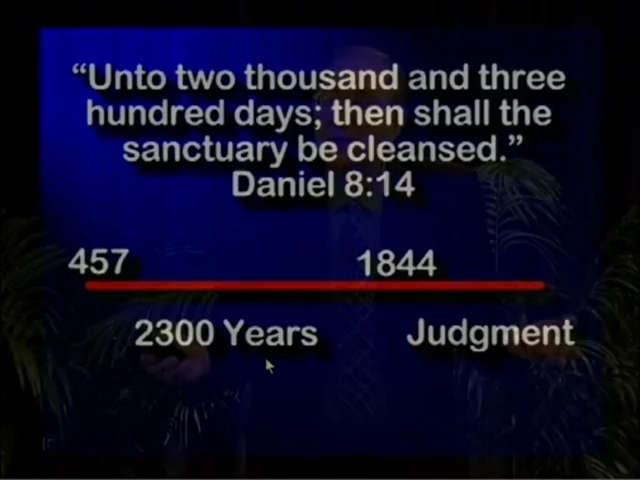 “Unto two thousand and three
hundred days; then shall the
sanctuary be cleansed.”
Daniel 8:14
457 1844
2300 Years Judgment